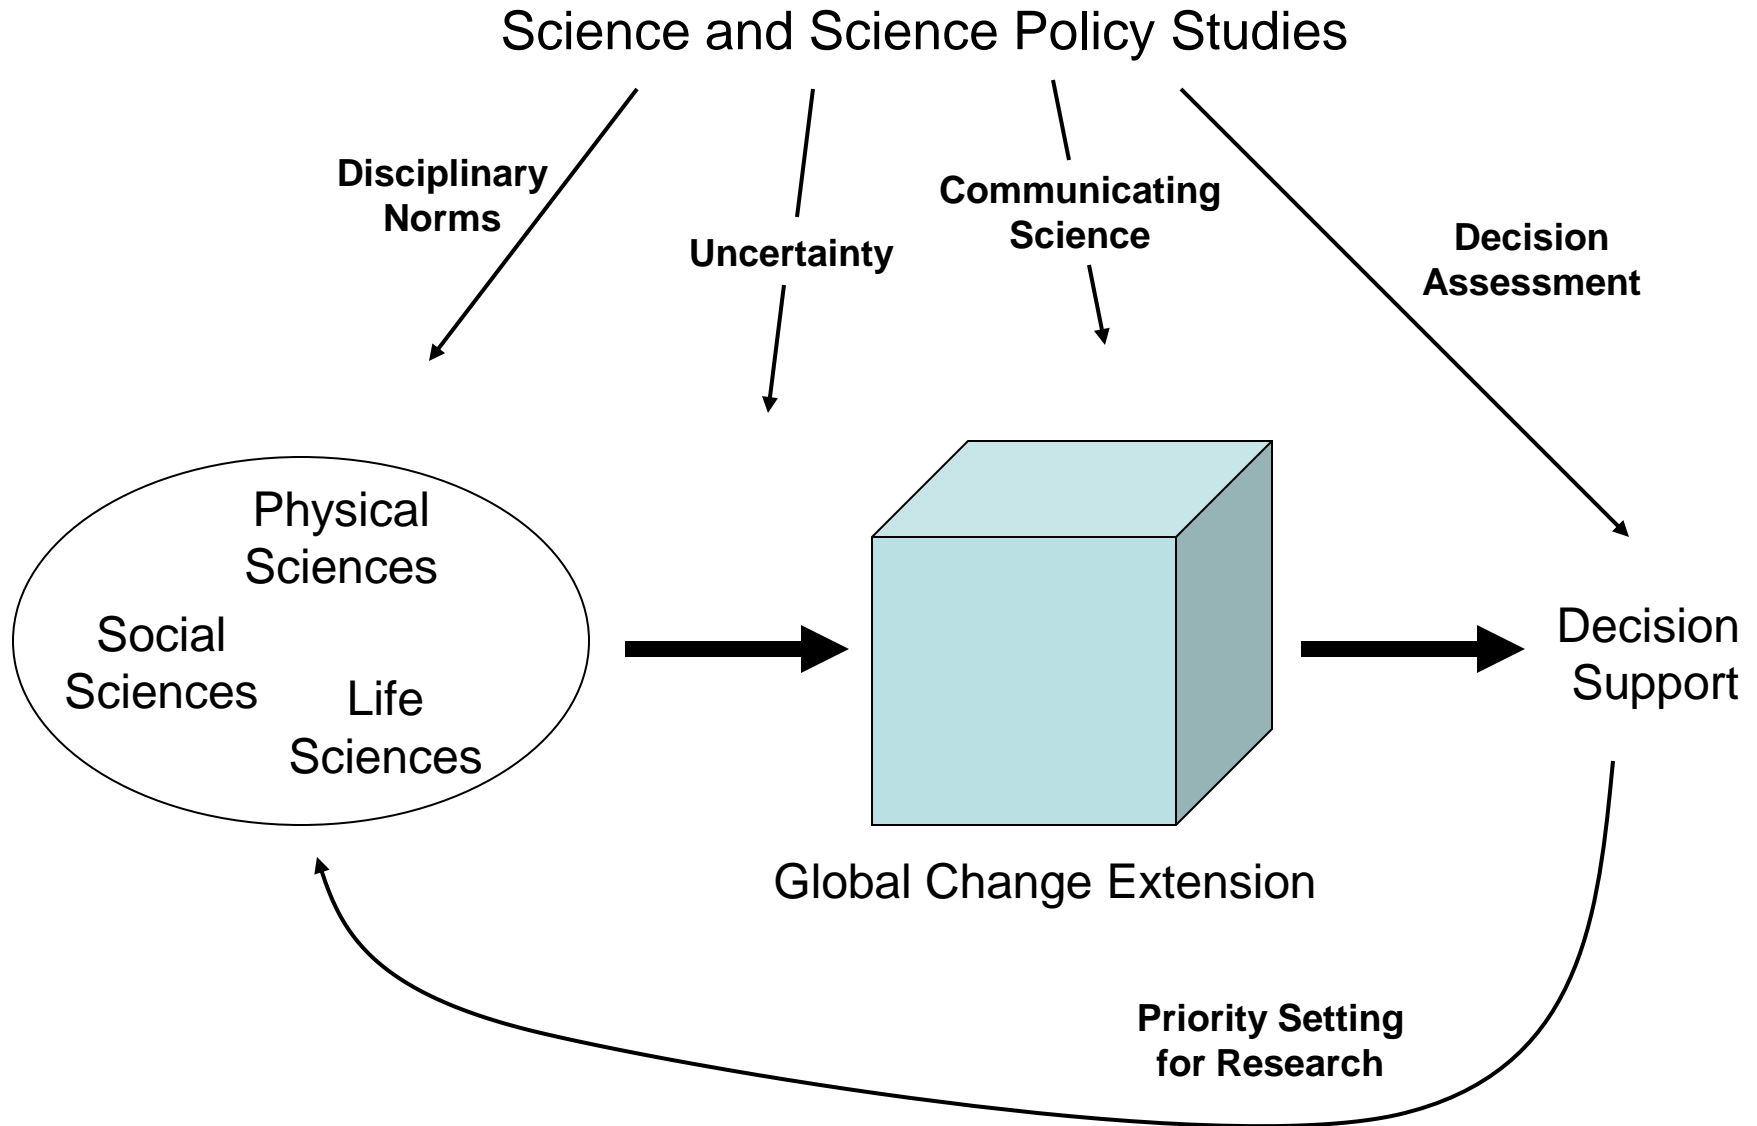 Science and Science Policy Studies
Disciplinary
Norms
Uncertainty
Communicating
Science
Decision
Assessment
Physical
Sciences
Social
Sciences
Life
Sciences
Decision
Support
Global Change Extension
Priority Setting
for Research